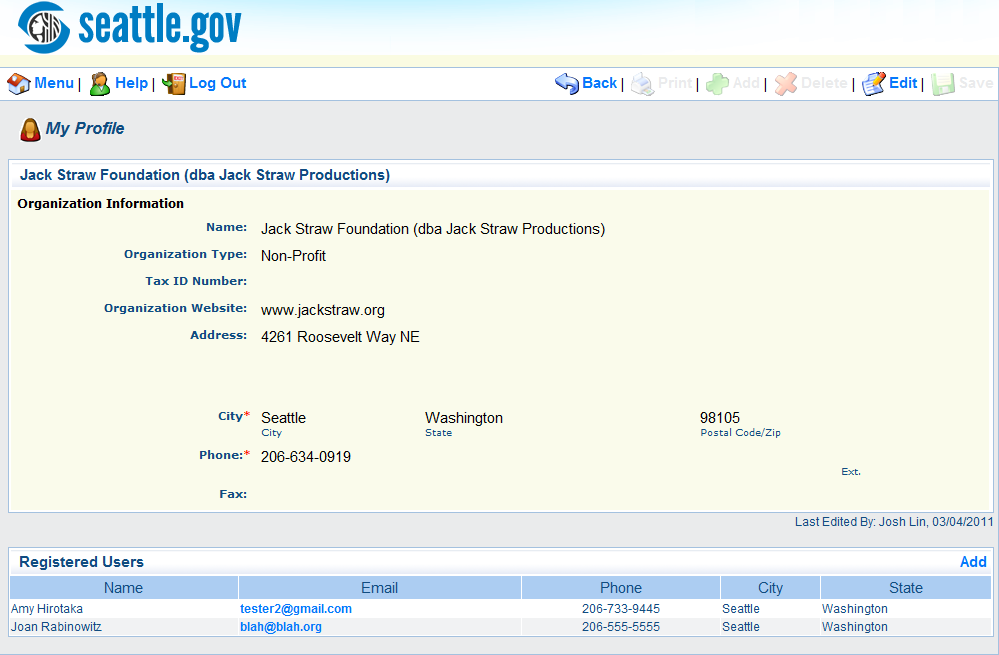 seattle.gov
Menu | Help | Log Out Back | Print | Add | Delete | Edit | Save
My Profile
Jack Straw Foundation (dba Jack Straw Productions)
Organization Information
Name: Jack Straw Foundation (dba Jack Straw Productions)
Organization Type: Non-Profit
Tax ID Number:
Organization Website: www.jackstraw.org
Address: 4261 Roosevelt Way NE
City* Seattle Washington 98105
City State Postal Code/Zip
Phone:* 206-634-0919
Ext.
Fax:
Last Edited By: Josh Lin, 03/04/2011
Registered Users Add
Name Email Phone City State
Amy Hirotaka tester2@gmail.com 206-733-9445 Seattle Washington
Joan Rabinowitz blah@blah.org 206-555-5555 Seattle Washington